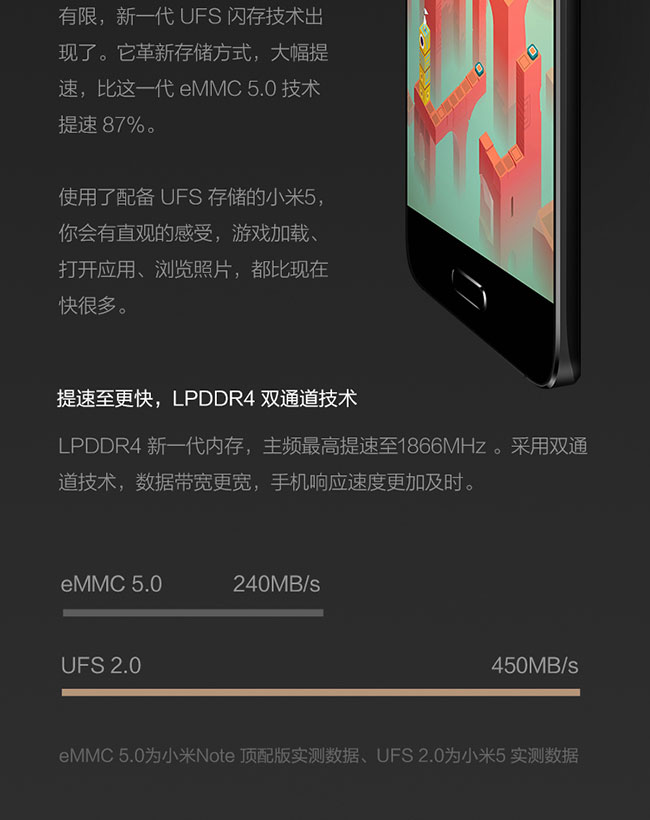 有限，新一代 UFS 闪存技术出
现了。它革新存储方式，大幅提
速，比这一代 eMMC 5.0 技术
提速 87%。
使用了配备 UFS 存储的小米5，
你会有直观的感受，游戏加载、
打开应用、浏览照片，都比现在
快很多。
提速至更快，LPDDR4 双通道技术
LPDDR4 新一代内存，主频最高提速至1866MHz 。采用双通
道技术，数据带宽更宽，手机响应速度更加及时。
eMMC 5.0 240MB/s
UFS 2.0 450MB/s
eMMC 5.0为小米Note 顶配版实测数据、UFS 2.0为小米5 实测数据